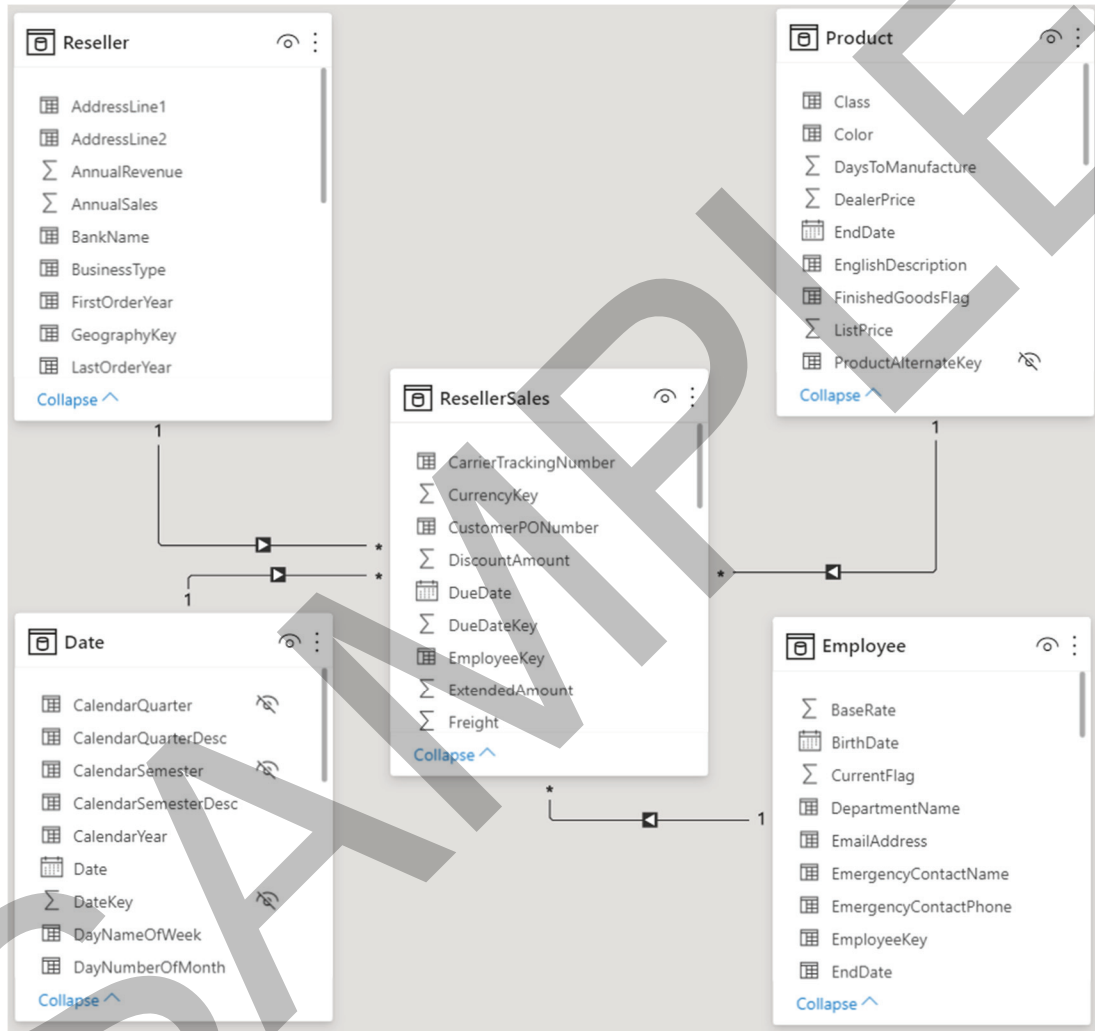 Reseller
AddressLine1
AddressLine2
AnnualRevenue
AnnualSales
BankName
BusinessType
FirstOrderYear
GeographyKey
LastOrderYear
Collapse
1
Product
Class
Color
DaysToManufacture
DealerPrice
EndDate
EnglishDescription
FinishedGoodsFlag
ListPrice
ProductAlternateKey
Collapse
1
ResellerSales
CarrierTrackingNumber
CurrencyKey
CustomerPONumber
DiscountAmount
DueDate
DueDateKey
EmployeeKey
ExtendedAmount
Freight
Collapse
*
*
*
*
1
Date
CalendarQuarter
CalendarQuarterDesc
CalendarSemester
CalendarSemesterDesc
CalendarYear
Date
DateKey
DayNameOfWeek
DayNumberOfMonth
Collapse
1
Employee
BaseRate
BirthDate
CurrentFlag
DepartmentName
EmailAddress
EmergencyContactName
EmergencyContactPhone
EmployeeKey
EndDate
Collapse
SAMPLE